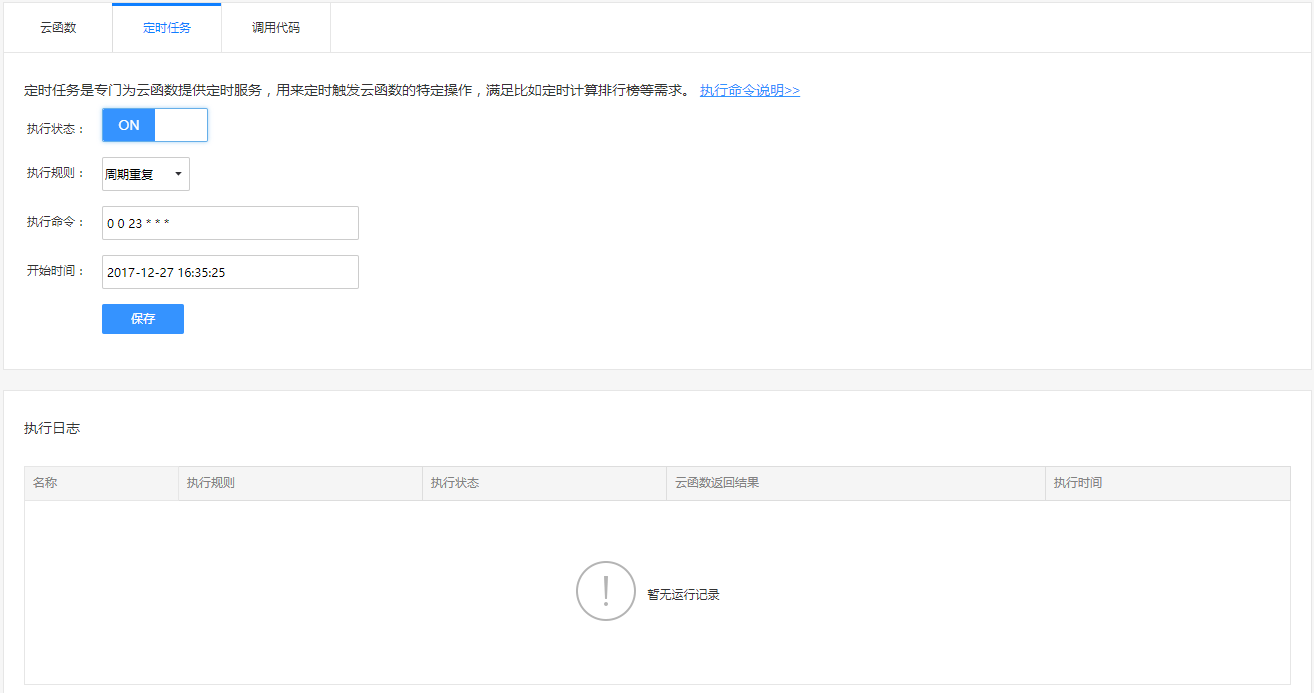 云函数 定时任务 调用代码
定时任务是专门为云函数提供定时服务，用来定时触发云函数的特定操作，满足比如定时计算排行榜等需求。 执行命令说明>>
执行状态： ON
执行规则： 周期重复
执行命令： 0 0 23 * * *
开始时间： 2017-12-27 16:35:25
保存
执行日志
名称 执行规则 执行状态 云函数返回结果 执行时间
暂无运行记录